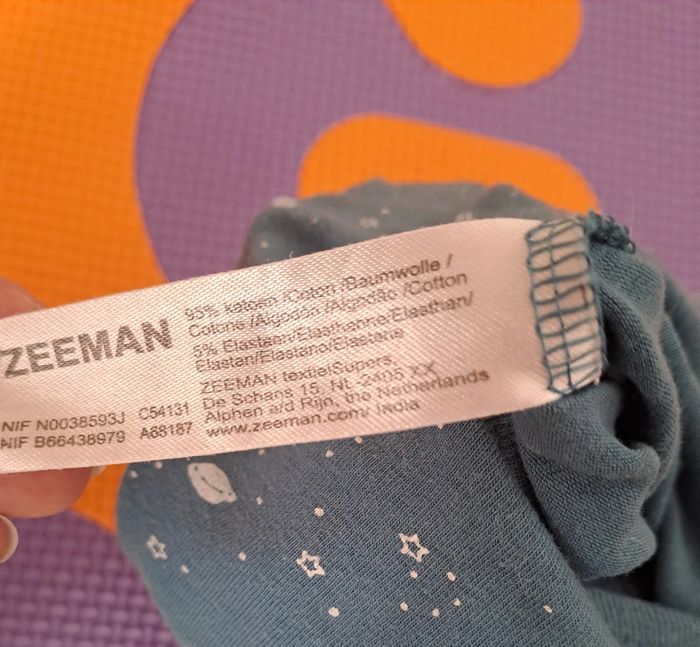 ZEEMAN
NIF N0038593J C54131
NIF B66438979 A68187
95% katoen /Coton /Baumwolle /
Cotone /Algodón /Algodão /Cotton
5% Elastaan/Elasthanne/Elasthan/
Elastan/Elastano/Elastane
ZEEMAN textielSupers,
De Schans 15, NL-2405 XX
Alphen a/d Rijn, the Netherlands
www.zeeman.com/ India